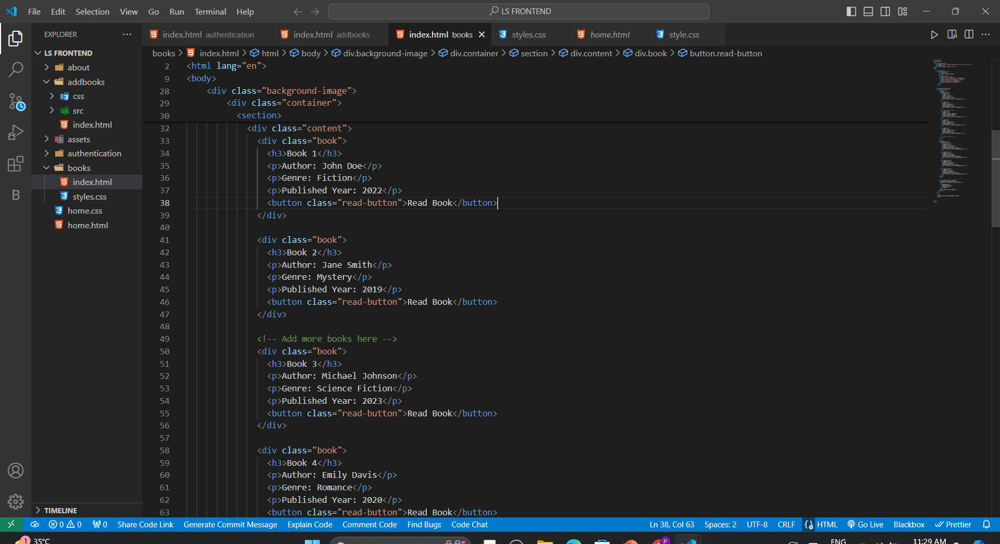 File Edit Selection View Go Run Terminal Help
LS FRONTEND
EXPLORER
LS FRONTEND
about
addbooks
css
src
index.html
assets
authentication
books
index.html
styles.css
home.css
home.html
B
TIMELINE
index.html authentication index.html addbooks index.html books styles.css home.html style.css
books > index.html > html > body > div.background-image > div.container > section > div.content > div.book > button.read-button
2 <html lang="en">
9 <body>
28 <div class="background-image">
29 <div class="container">
30 <section>
32 <div class="content">
33 <div class="book">
34 <h3>Book 1</h3>
35 <p>Author: John Doe</p>
36 <p>Genre: Fiction</p>
37 <p>Published Year: 2022</p>
38 <button class="read-button">Read Book</button>
39 </div>
40
41 <div class="book">
42 <h3>Book 2</h3>
43 <p>Author: Jane Smith</p>
44 <p>Genre: Mystery</p>
45 <p>Published Year: 2019</p>
46 <button class="read-button">Read Book</button>
47 </div>
48
49 <!-- Add more books here -->
50 <div class="book">
51 <h3>Book 3</h3>
52 <p>Author: Michael Johnson</p>
53 <p>Genre: Science Fiction</p>
54 <p>Published Year: 2023</p>
55 <button class="read-button">Read Book</button>
56 </div>
57
58 <div class="book">
59 <h3>Book 4</h3>
60 <p>Author: Emily Davis</p>
61 <p>Genre: Romance</p>
62 <p>Published Year: 2020</p>
63 <button class="read-button">Read Book</button>
0 0 0 Share Code Link Generate Commit Message Explain Code Comment Code Find Bugs Code Chat Ln 38, Col 63 Spaces: 2 UTF-8 CRLF HTML Go Live Blackbox Prettier
1 35°C P ENG 11:29 AM